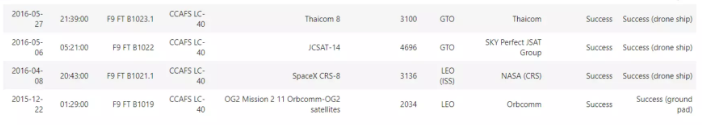 2016-05-27 21:39:00 F9 FT B1023.1 CCAFS LC-40 Thaicom 8 3100 GTO Thaicom Success Success (drone ship)
2016-05-06 05:21:00 F9 FT B1022 CCAFS LC-40 JCSAT-14 4696 GTO SKY Perfect JSAT Group Success Success (drone ship)
2016-04-08 20:43:00 F9 FT B1021.1 CCAFS LC-40 SpaceX CRS-8 3136 LEO (ISS) NASA (CRS) Success Success (drone ship)
2015-12-22 01:29:00 F9 FT B1019 CCAFS LC-40 OG2 Mission 2 11 Orbcomm-OG2 satellites 2034 LEO Orbcomm Success Success (ground pad)